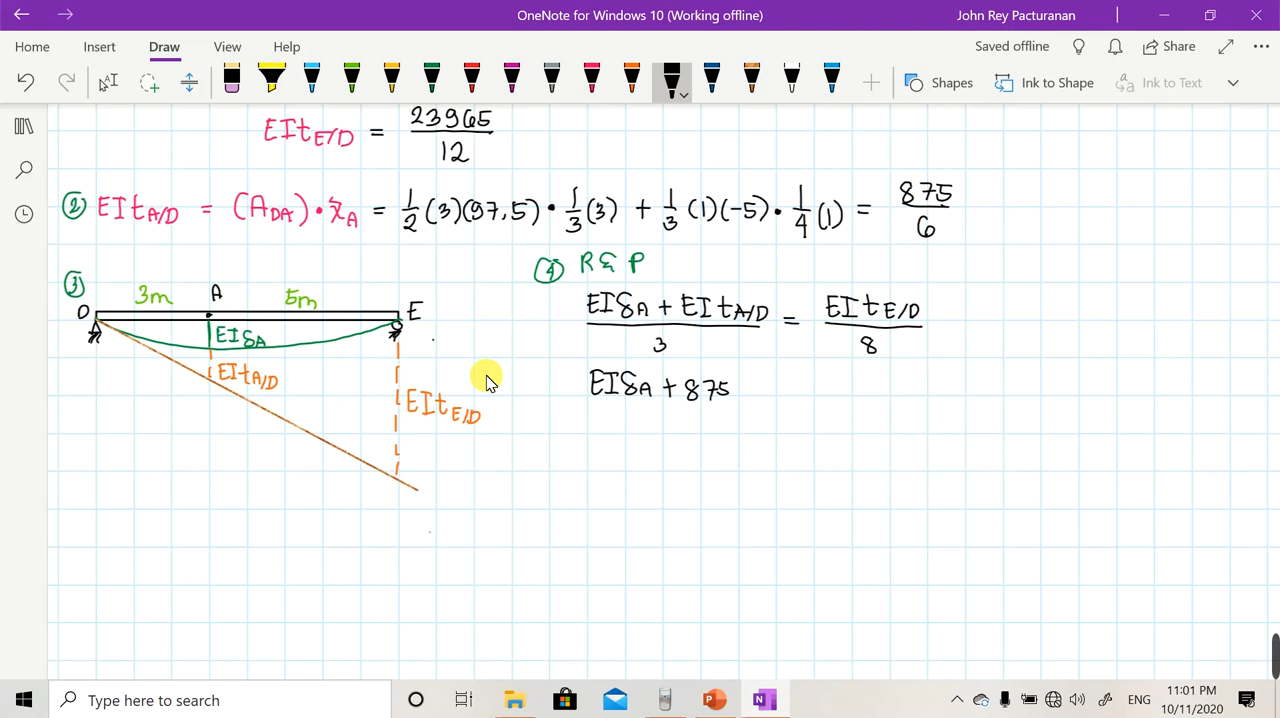 OneNote for Windows 10 (Working offline)
John Rey Pacturanan
Home Insert Draw View Help
Saved offline
Share
Shapes
Ink to Shape
Ink to Text
EIt E/D = 23965/12
② EIt A/D = (A DA) · x̄ A = 1/2 (3)(97.5) · 1/3 (3) + 1/3 (1)(-5) · 1/4 (1) = 875/6
③
D 3m A 5m E
EIδA
EIt A/D
EIt E/D
④ R & P
(EIδA + EIt A/D)/3 = EIt E/D/8
EIδA + 875
Type here to search
ENG
11:01 PM
10/11/2020